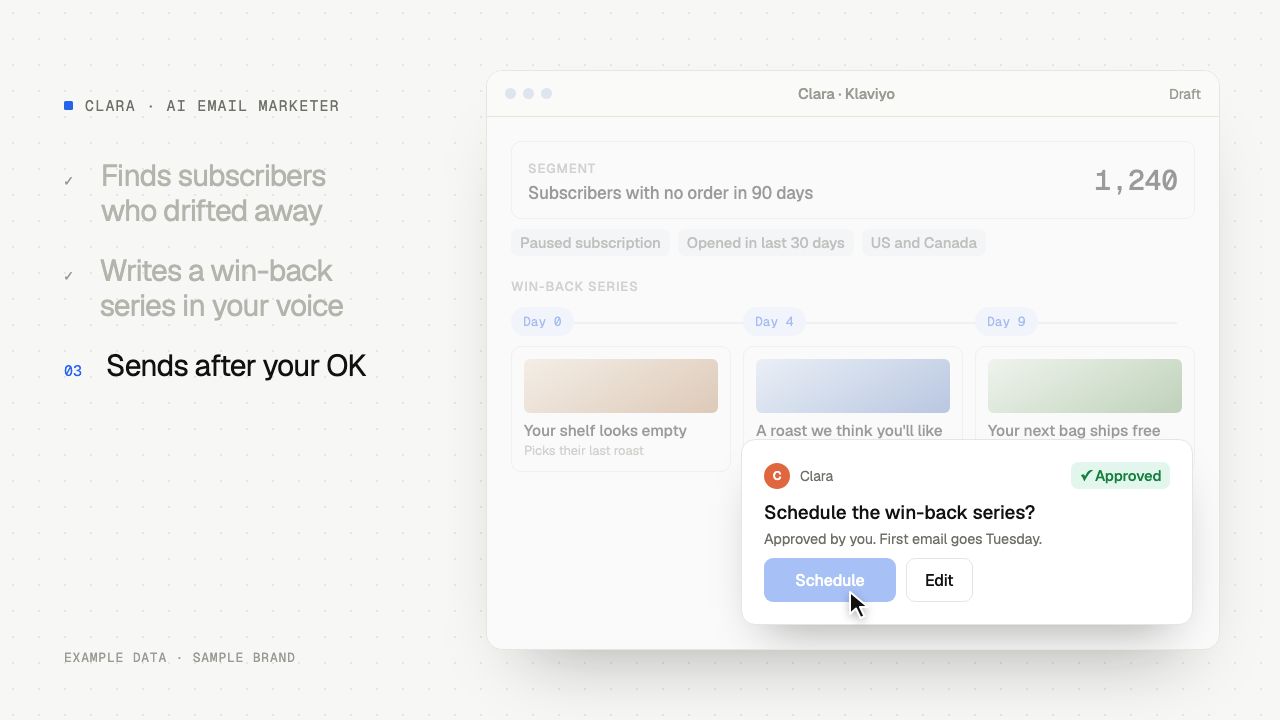 CLARA · AI EMAIL MARKETER
✓ Finds subscribers
who drifted away
✓ Writes a win-back
series in your voice
03 Sends after your OK
EXAMPLE DATA · SAMPLE BRAND
Clara · Klaviyo
Draft
SEGMENT
Subscribers with no order in 90 days
1,240
Paused subscription
Opened in last 30 days
US and Canada
WIN-BACK SERIES
Day 0
Day 4
Day 9
Your shelf looks empty
Picks their last roast
A roast we think you'll like
Your next bag ships free
C
Clara
✓ Approved
Schedule the win-back series?
Approved by you. First email goes Tuesday.
Schedule
Edit